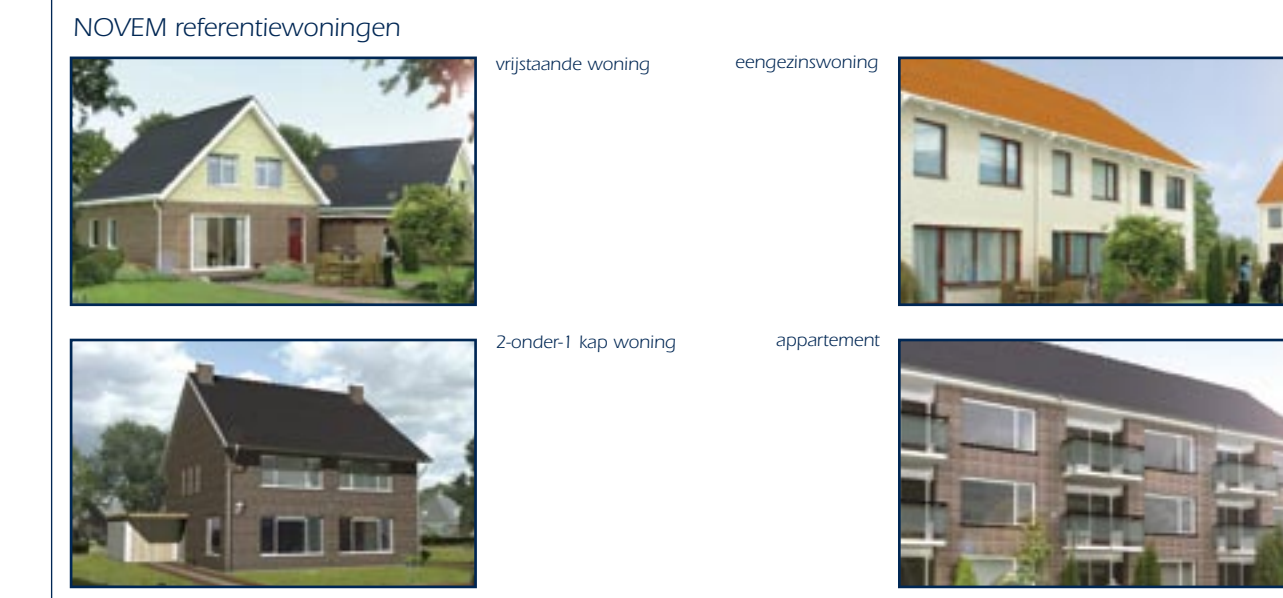 NOVEM referentiewoningen
vrijstaande woning
eengezinswoning
2-onder-1 kap woning
appartement